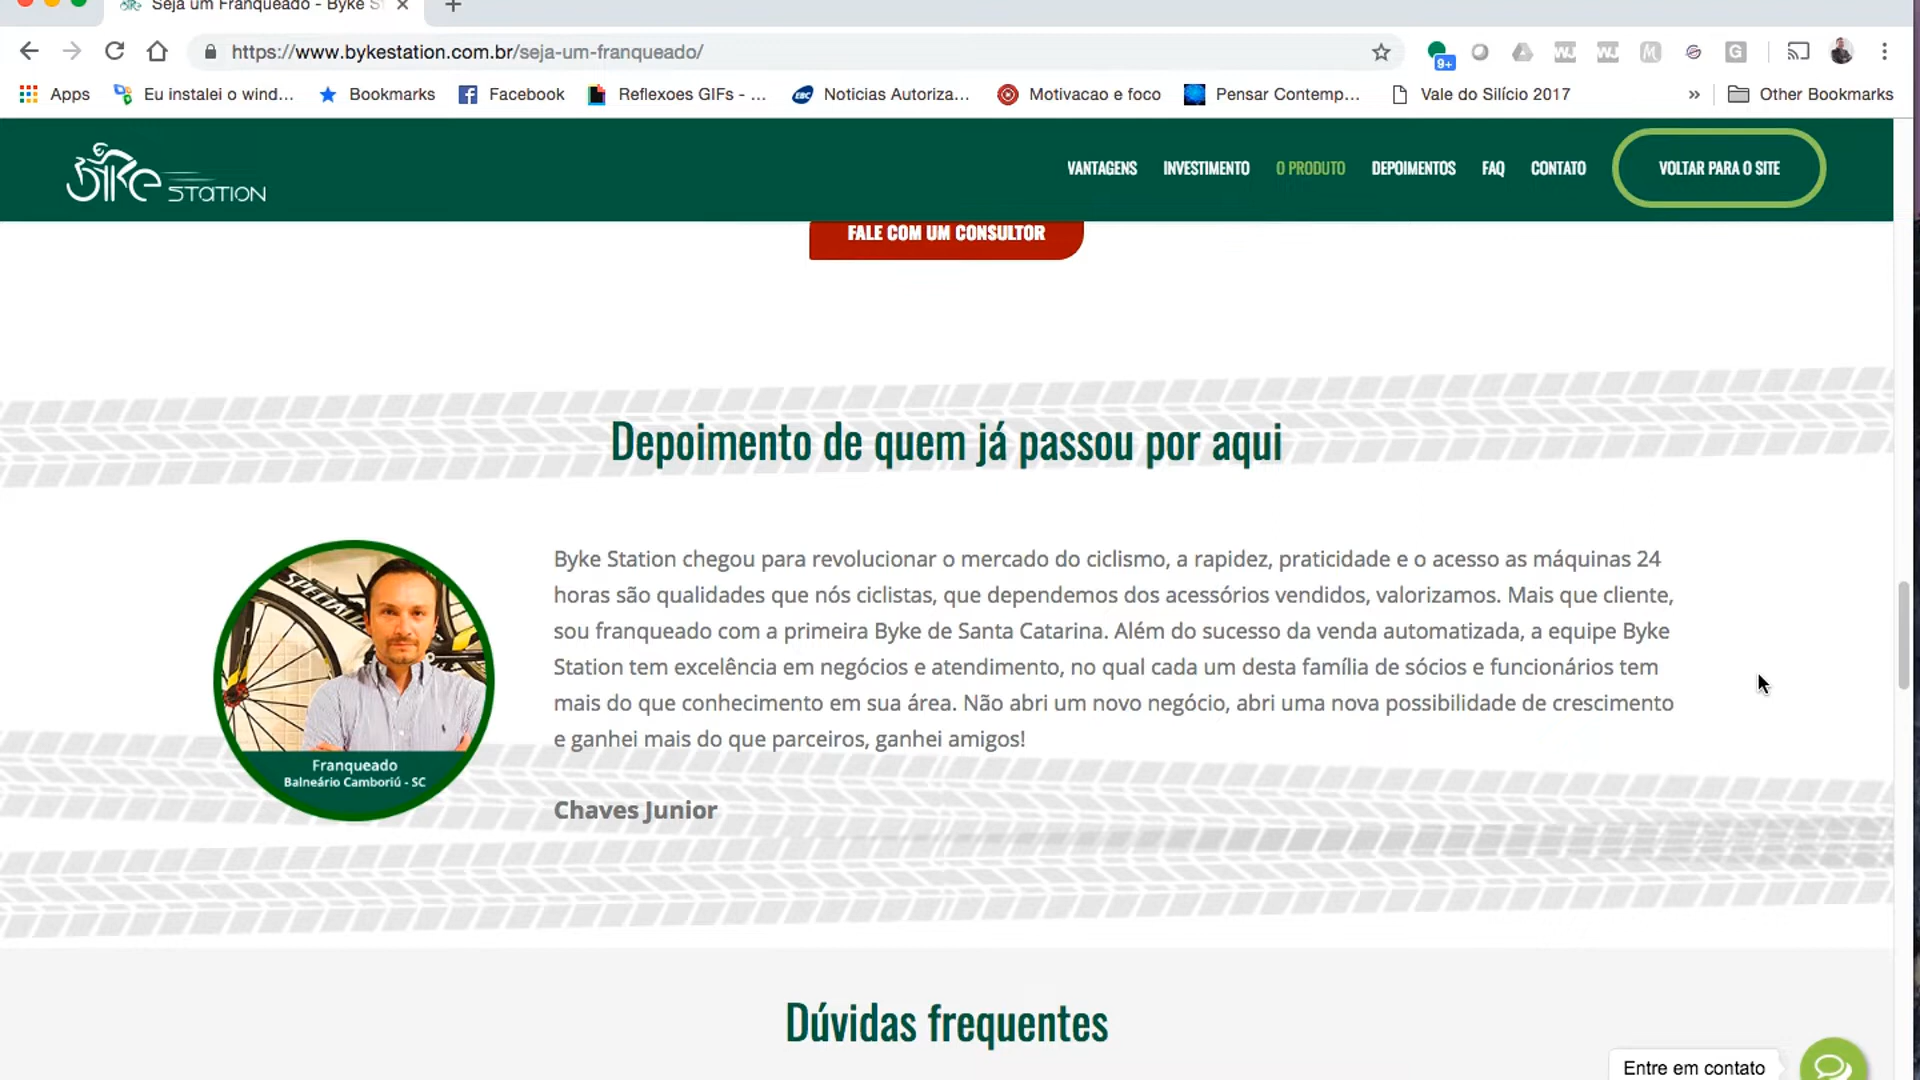 Seja um Franqueado - Byke S
https://www.bykestation.com.br/seja-um-franqueado/
9+
G
Apps
Eu instalei o wind...
Bookmarks
Facebook
Reflexoes GIFs - ...
EBC
Noticias Autoriza...
Motivacao e foco
Pensar Contemp...
Vale do Silício 2017
»
Other Bookmarks
Bike STATION
VANTAGENS
INVESTIMENTO
O PRODUTO
DEPOIMENTOS
FAQ
CONTATO
VOLTAR PARA O SITE
FALE COM UM CONSULTOR
Depoimento de quem já passou por aqui
Byke Station chegou para revolucionar o mercado do ciclismo, a rapidez, praticidade e o acesso as máquinas 24
horas são qualidades que nós ciclistas, que dependemos dos acessórios vendidos, valorizamos. Mais que cliente,
sou franqueado com a primeira Byke de Santa Catarina. Além do sucesso da venda automatizada, a equipe Byke
Station tem excelência em negócios e atendimento, no qual cada um desta família de sócios e funcionários tem
mais do que conhecimento em sua área. Não abri um novo negócio, abri uma nova possibilidade de crescimento
e ganhei mais do que parceiros, ganhei amigos!
SPECIAL
Franqueado
Balneário Camboriú - SC
Chaves Junior
Dúvidas frequentes
Entre em contato